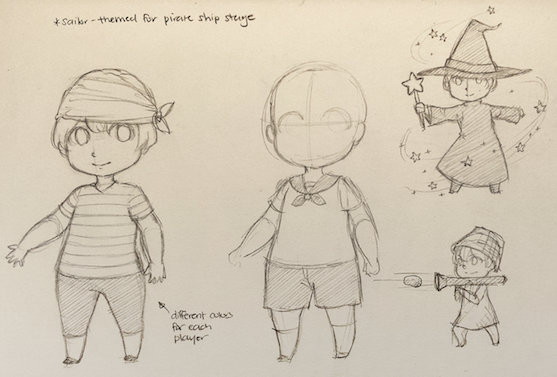 *sailor-themed for pirate ship stage
different colors
for each
player